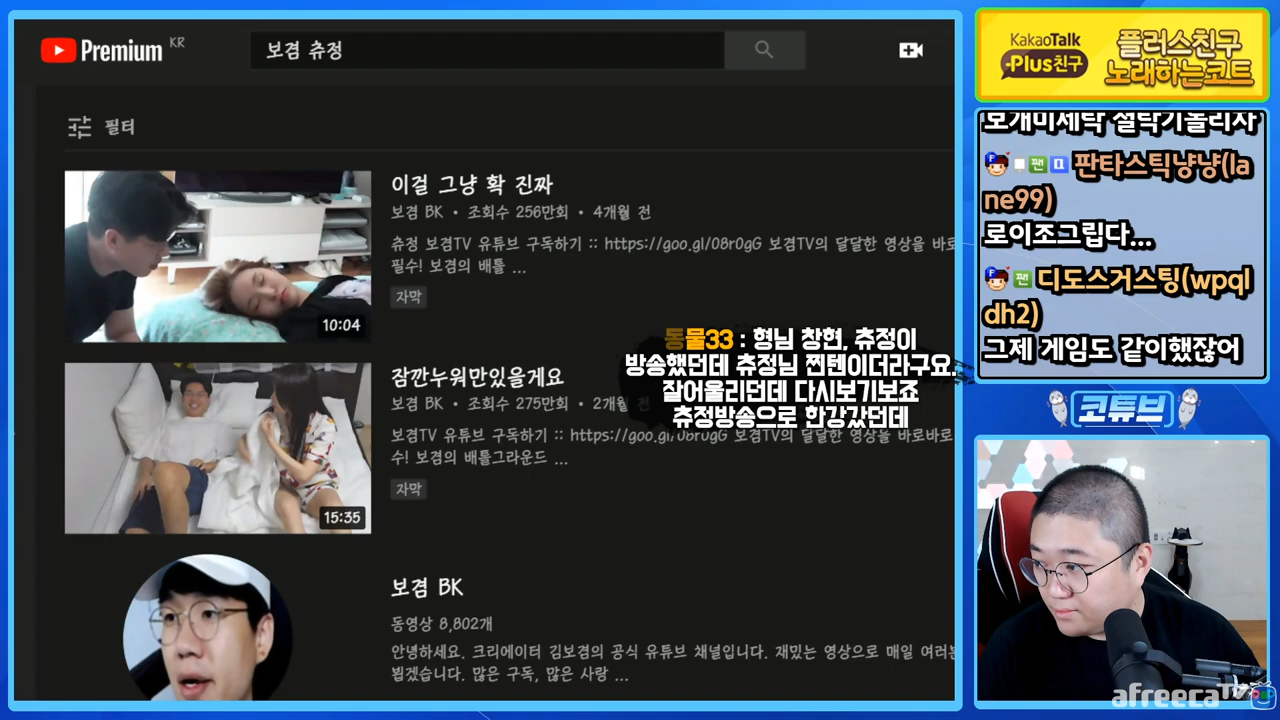 Premium KR
보겸 츄정
필터
10:04
이걸 그냥 확 진짜
보겸 BK • 조회수 256만회 • 4개월 전
츄정 보겸TV 유튜브 구독하기 :: https://goo.gl/08r0gG 보겸TV의 달달한 영상을 바로
필수! 보겸의 배틀 ...
자막
15:35
잠깐누워만있을게요
보겸 BK • 조회수 275만회 • 2개월 전
보겸TV 유튜브 구독하기 :: https://goo.gl/08r0gG 보겸TV의 달달한 영상을 바로바로
수! 보겸의 배틀그라운드 ...
자막
동물33 : 형님 창현, 츄정이
방송했던데 츄정님 찐텐이더라구요.
잘어울리던데 다시보기보죠
츄정방송으로 한강갔던데
보겸 BK
동영상 8,802개
안녕하세요. 크리에이터 김보겸의 공식 유튜브 채널입니다. 재밌는 영상으로 매일 여러분
뵙겠습니다. 많은 구독, 많은 사랑 ...
KakaoTalk
Plus친구
플러스친구
노래하는코트
보개미세탁 설탁기돌리자
판타스틱냥냥(la
ne99)
로이조그립다...
디도스거스팅(wpql
dh2)
그제 게임도 같이했잖어
코튜브
afreecaTV